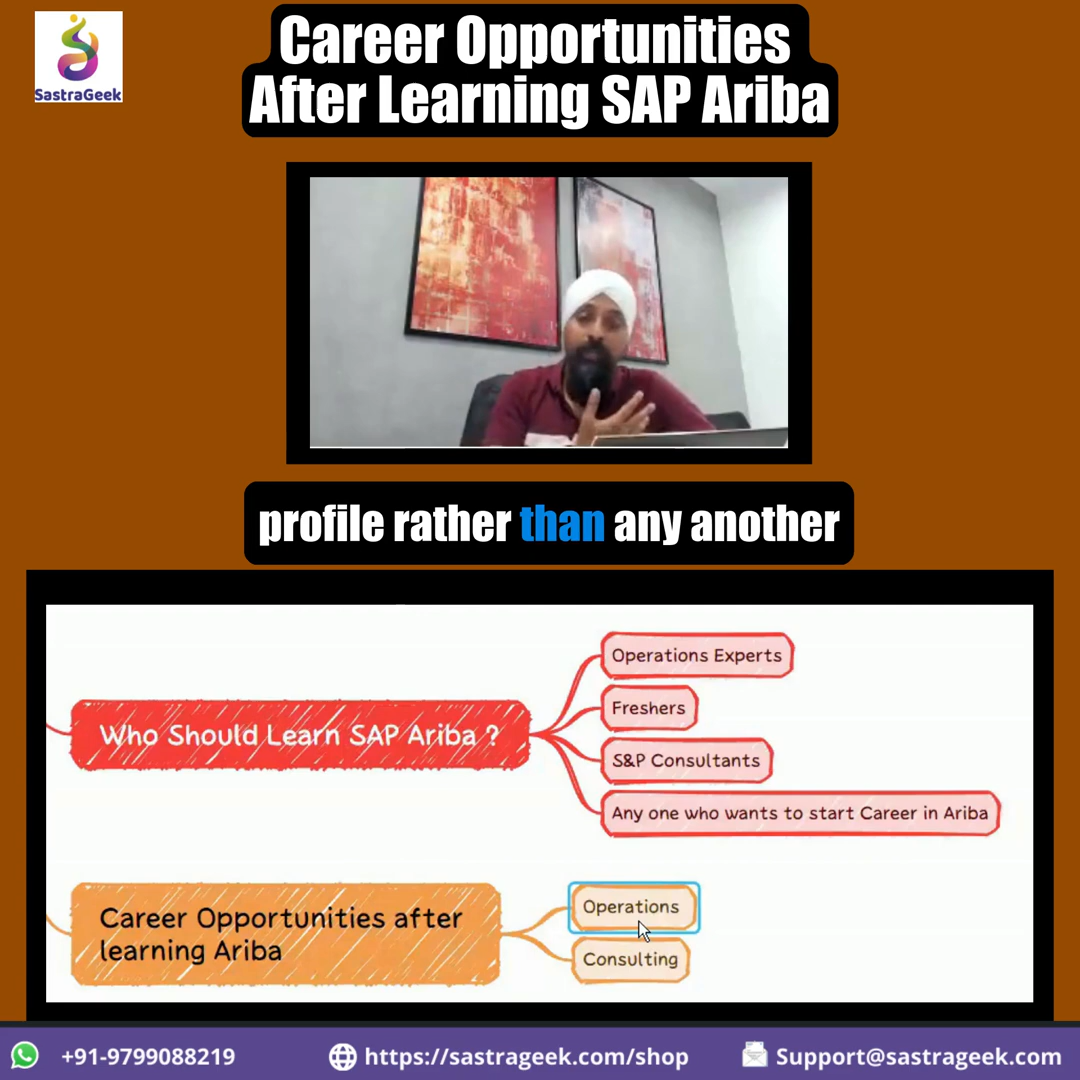 SastraGeek
Career Opportunities
After Learning SAP Ariba
profile rather than any another
Who Should Learn SAP Ariba ?
Operations Experts
Freshers
S&P Consultants
Any one who wants to start Career in Ariba
Career Opportunities after
learning Ariba
Operations
Consulting
+91-9799088219
https://sastrageek.com/shop
Support@sastrageek.com